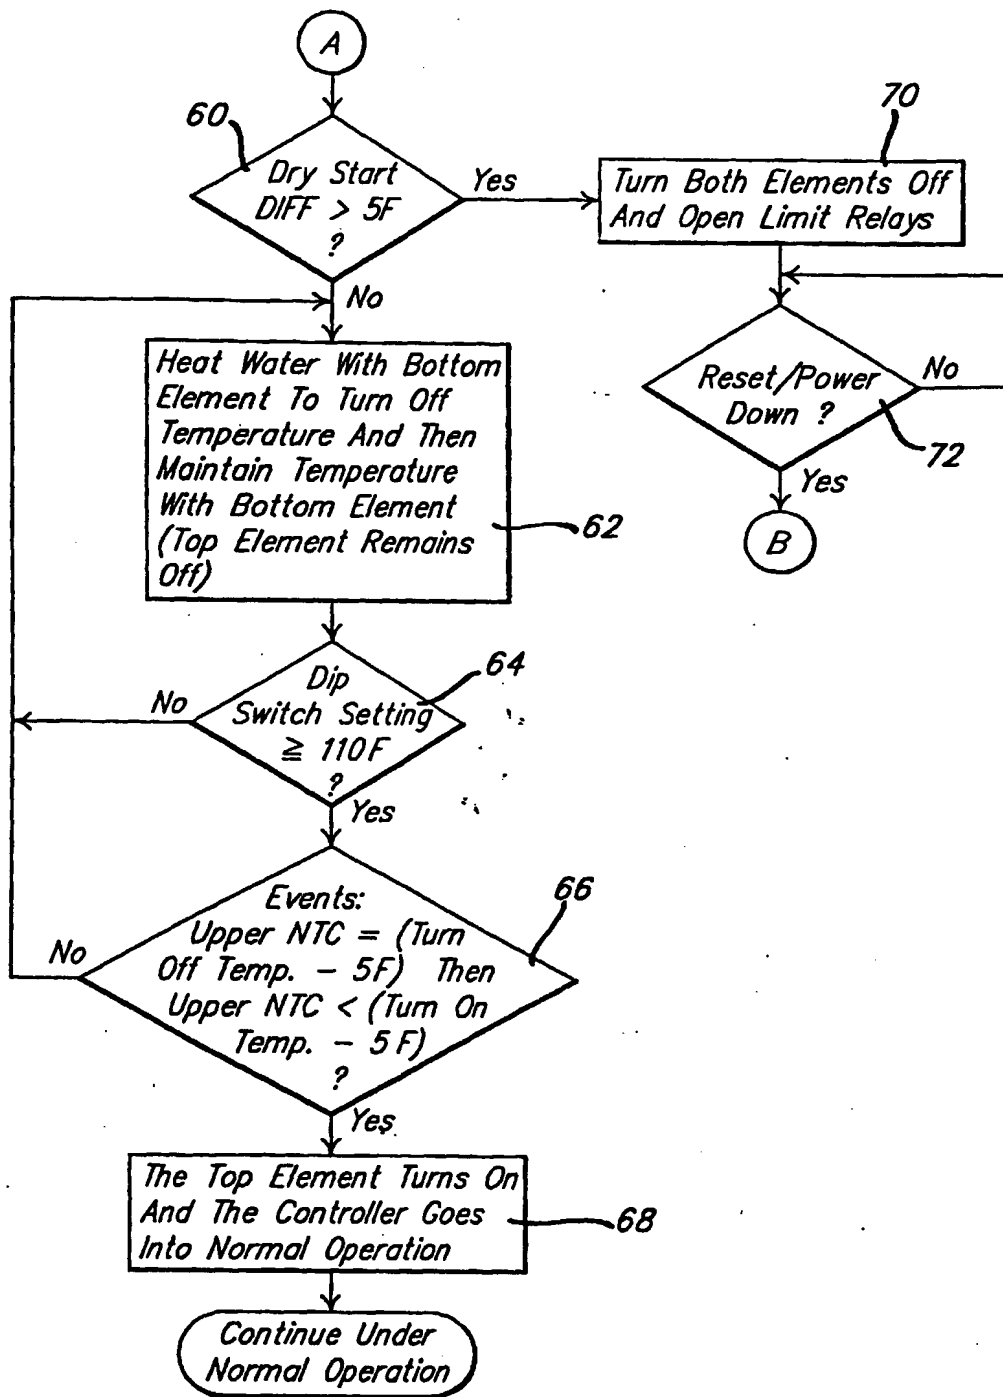 A
60
Dry Start
DIFF > 5F
?
Yes
70
Turn Both Elements Off
And Open Limit Relays
No
Heat Water With Bottom
Element To Turn Off
Temperature And Then
Maintain Temperature
With Bottom Element
(Top Element Remains
Off)
62
Reset/Power
Down ?
No
72
Yes
B
Dip
Switch Setting
≧ 110F
?
64
No
Yes
Events:
Upper NTC = (Turn
Off Temp. - 5F) Then
Upper NTC < (Turn On
Temp. - 5F)
?
66
No
Yes
The Top Element Turns On
And The Controller Goes
Into Normal Operation
68
Continue Under
Normal Operation